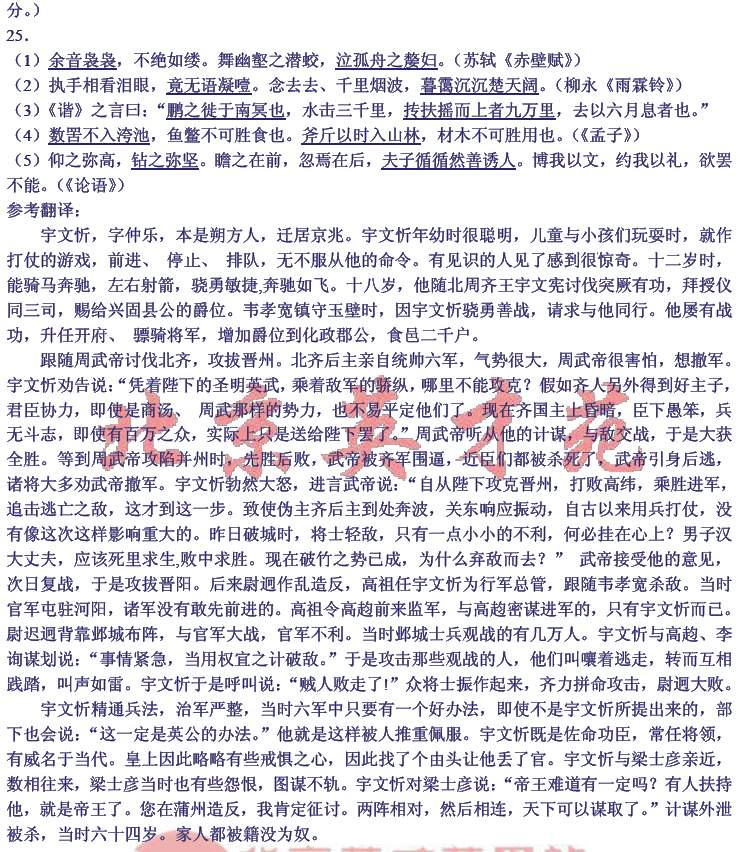 分。）
25．
（1）余音袅袅，不绝如缕。舞幽壑之潜蛟，泣孤舟之嫠妇。（苏轼《赤壁赋》）
（2）执手相看泪眼，竟无语凝噎。念去去、千里烟波，暮霭沉沉楚天阔。（柳永《雨霖铃》）
（3）《谐》之言曰：“鹏之徙于南冥也，水击三千里，抟扶摇而上者九万里，去以六月息者也。”
（4）数罟不入洿池，鱼鳖不可胜食也。斧斤以时入山林，材木不可胜用也。（《孟子》）
（5）仰之弥高，钻之弥坚。瞻之在前，忽焉在后，夫子循循然善诱人。博我以文，约我以礼，欲罢
不能。（《论语》）
参考翻译：
宇文忻，字仲乐，本是朔方人，迁居京兆。宇文忻年幼时很聪明，儿童与小孩们玩耍时，就作
打仗的游戏，前进、 停止、 排队，无不服从他的命令。有见识的人见了感到很惊奇。十二岁时，
能骑马奔驰，左右射箭，骁勇敏捷,奔驰如飞。十八岁，他随北周齐王宇文宪讨伐突厥有功，拜授仪
同三司，赐给兴固县公的爵位。韦孝宽镇守玉壁时，因宇文忻骁勇善战，请求与他同行。他屡有战
功，升任开府、 骠骑将军，增加爵位到化政郡公，食邑二千户。
跟随周武帝讨伐北齐，攻拔晋州。北齐后主亲自统帅六军，气势很大，周武帝很害怕，想撤军。
宇文忻劝告说：“凭着陛下的圣明英武，乘着敌军的骄纵，哪里不能攻克？假如齐人另外得到好主子，
君臣协力，即使是商汤、 周武那样的势力，也不易平定他们了。现在齐国主上昏暗，臣下愚笨，兵
无斗志，即使有百万之众，实际上只是送给陛下罢了。”周武帝听从他的计谋，与敌交战，于是大获
全胜。等到周武帝攻陷并州时，先胜后败，武帝被齐军围逼，近臣们都被杀死了，武帝引身后逃，
诸将大多劝武帝撤军。宇文忻勃然大怒，进言武帝说：“自从陛下攻克晋州，打败高纬，乘胜进军，
追击逃亡之敌，这才到这一步。致使伪主齐后主到处奔波，关东响应振动，自古以来用兵打仗，没
有像这次这样影响重大的。昨日破城时，将士轻敌，只有一点小小的不利，何必挂在心上？男子汉
大丈夫，应该死里求生,败中求胜。现在破竹之势已成，为什么弃敌而去？” 武帝接受他的意见，
次日复战，于是攻拔晋阳。后来尉迥作乱造反，高祖任宇文忻为行军总管，跟随韦孝宽杀敌。当时
官军屯驻河阳，诸军没有敢先前进的。高祖令高趋前来监军，与高趋密谋进军的，只有宇文忻而已。
尉迟迥背靠邺城布阵，与官军大战，官军不利。当时邺城士兵观战的有几万人。宇文忻与高趋、李
询谋划说：“事情紧急，当用权宜之计破敌。”于是攻击那些观战的人，他们叫嚷着逃走，转而互相
践踏，叫声如雷。宇文忻于是呼叫说：“贼人败走了!”众将士振作起来，齐力拼命攻击，尉迥大败。
宇文忻精通兵法，治军严整，当时六军中只要有一个好办法，即使不是宇文忻所提出来的，部
下也会说：“这一定是英公的办法。”他就是这样被人推重佩服。宇文忻既是佐命功臣，常任将领，
有威名于当代。皇上因此略略有些戒惧之心，因此找了个由头让他丢了官。宇文忻与梁士彦亲近，
数相往来，梁士彦当时也有些怨恨，图谋不轨。宇文忻对梁士彦说：“帝王难道有一定吗？有人扶持
他，就是帝王了。您在蒲州造反，我肯定征讨。两阵相对，然后相连，天下可以谋取了。”计谋外泄
被杀，当时六十四岁。家人都被籍没为奴。
北京英才苑